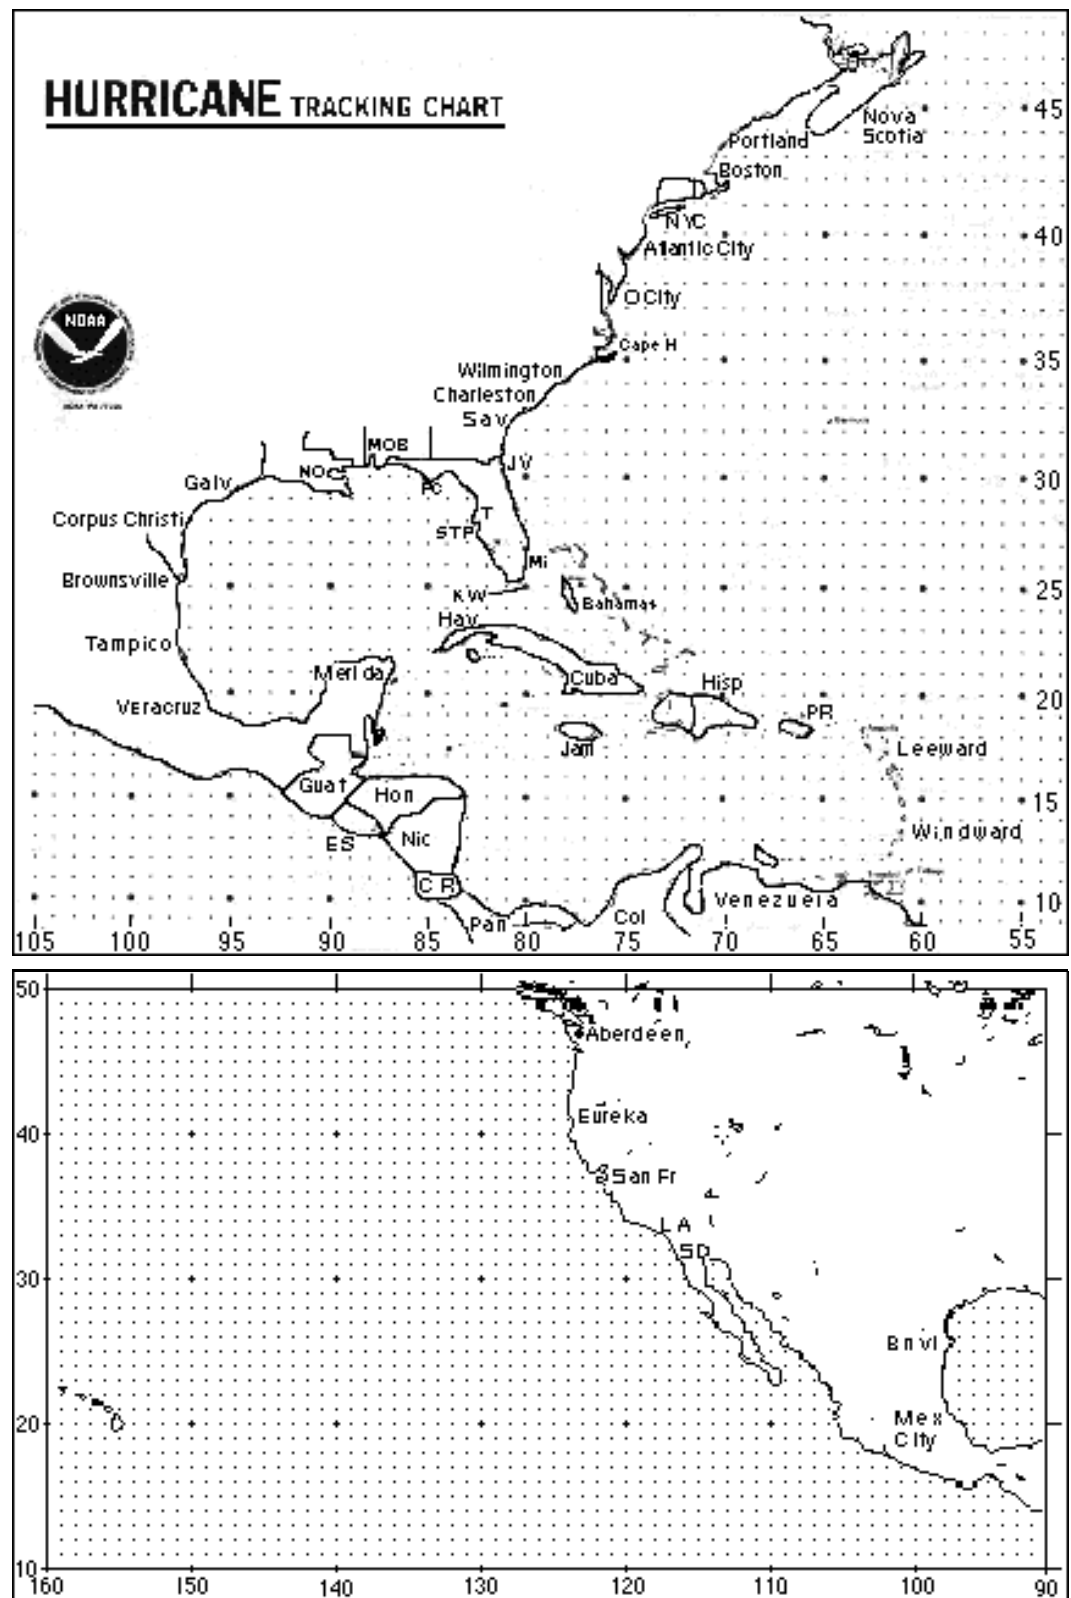 HURRICANE TRACKING CHART
Nova
Scotia
45
Portland
Boston
NYC
40
Atlantic City
NOAA
O City
Cape H
35
Wilmington
Charleston
Sav
MOB
NO
JV
Galv
PC
30
Corpus Christi
T
STP
Mi
Brownsville
KW
Bahamas
25
Hav
Tampico
Merida
Cuba
Hisp
20
Veracruz
PR
Jam
Leeward
Guat
Hon
15
ES
Nic
Windward
CR
Venezuera
10
Pan
Col
105 100 95 90 85 80 75 70 65 60 55
50
Aberdeen
Eureka
40
San Fr
LA
SD
30
Brivl
Mex
City
20
10
160 150 140 130 120 110 100 90